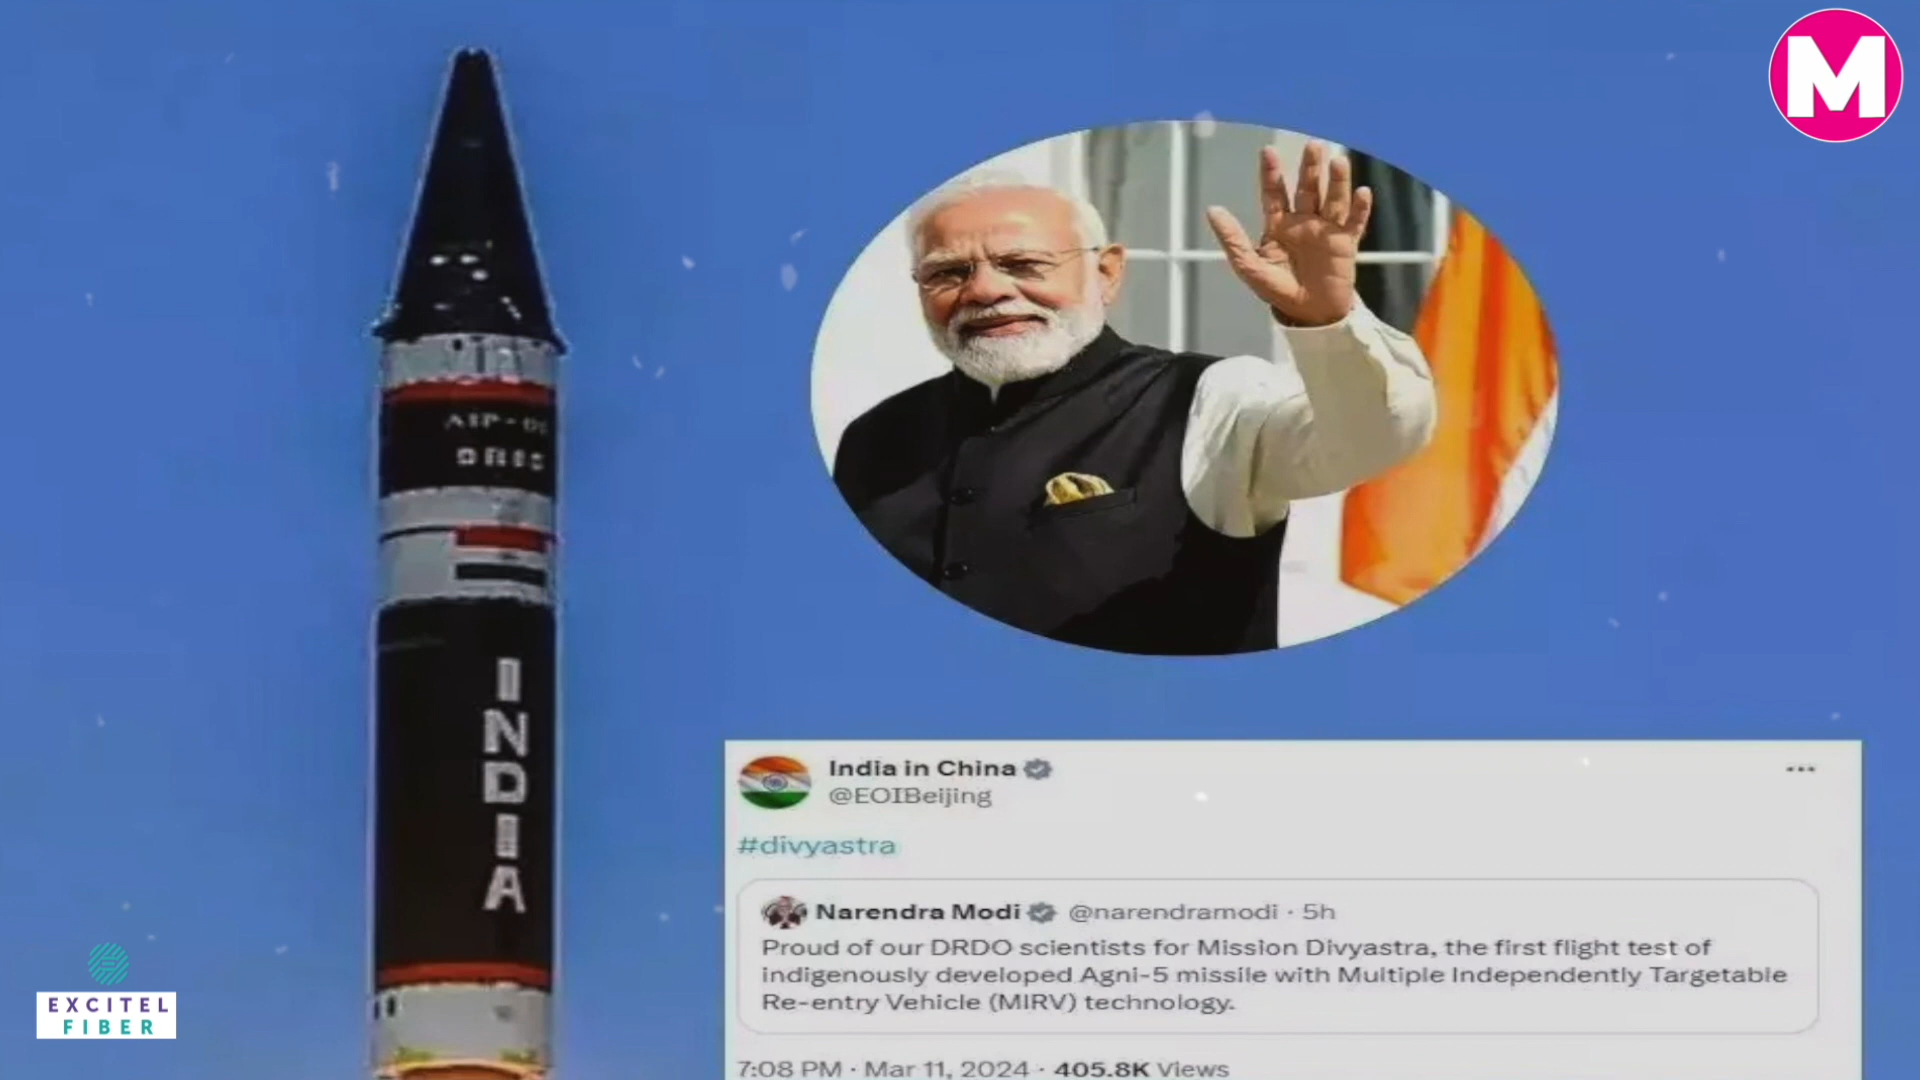 M
INDIA
India in China
@EOIBeijing
#divyastra
Narendra Modi @narendramodi · 5h
Proud of our DRDO scientists for Mission Divyastra, the first flight test of
indigenously developed Agni-5 missile with Multiple Independently Targetable
Re-entry Vehicle (MIRV) technology.
7:08 PM · Mar 11, 2024 · 405.8K Views
EXCITEL
FIBER